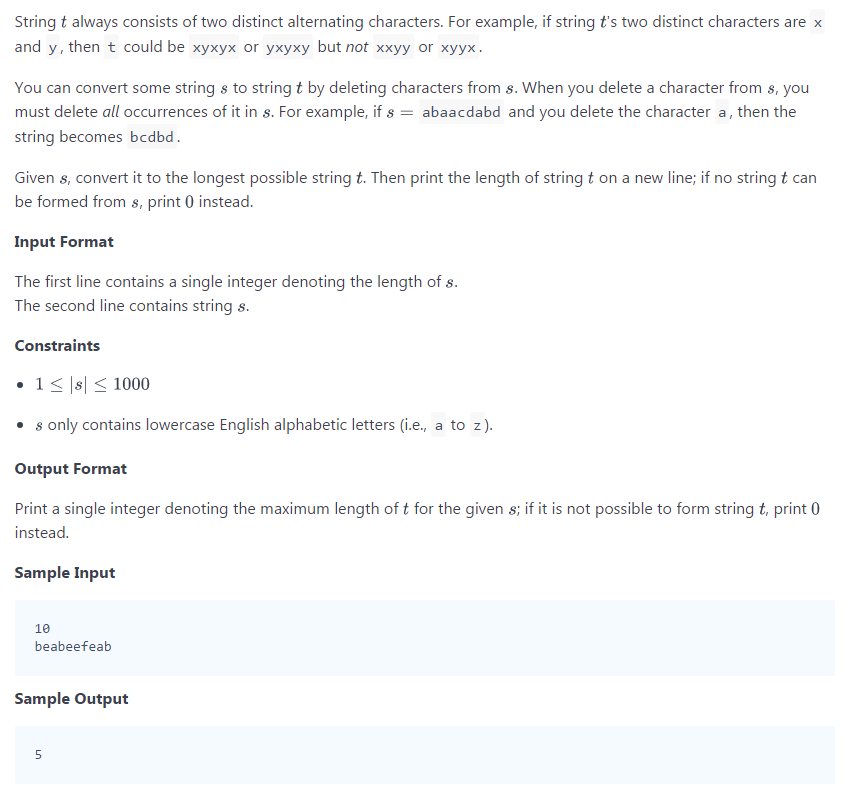 String t always consists of two distinct alternating characters. For example, if string t's two distinct characters are x
and y, then t could be xyxyx or yxyxy but not xxyy or xyyx.
You can convert some string s to string t by deleting characters from s. When you delete a character from s, you
must delete all occurrences of it in s. For example, if s = abaacdabd and you delete the character a, then the
string becomes bcdbd.
Given s, convert it to the longest possible string t. Then print the length of string t on a new line; if no string t can
be formed from s, print 0 instead.
Input Format
The first line contains a single integer denoting the length of s.
The second line contains string s.
Constraints
• 1 ≤ |s| ≤ 1000
• s only contains lowercase English alphabetic letters (i.e., a to z).
Output Format
Print a single integer denoting the maximum length of t for the given s; if it is not possible to form string t, print 0
instead.
Sample Input
10
beabeefeab
Sample Output
5